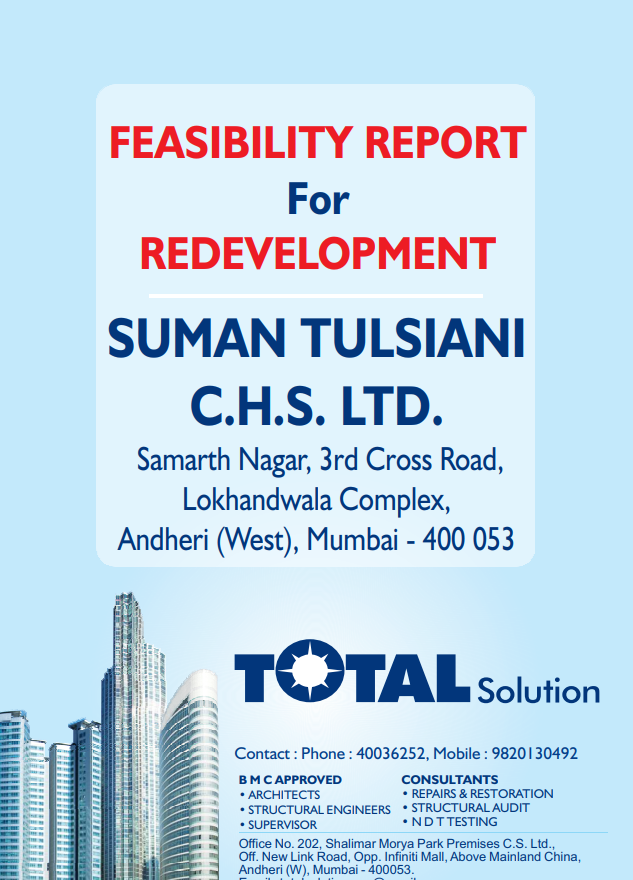 FEASIBILITY REPORT
For
REDEVELOPMENT
SUMAN TULSIANI
C.H.S. LTD.
Samarth Nagar, 3rd Cross Road,
Lokhandwala Complex,
Andheri (West), Mumbai - 400 053
TOTAL Solution
Contact : Phone : 40036252, Mobile : 9820130492
B M C APPROVED
• ARCHITECTS
• STRUCTURAL ENGINEERS
• SUPERVISOR
CONSULTANTS
• REPAIRS & RESTORATION
• STRUCTURAL AUDIT
• N D T TESTING
Office No. 202, Shalimar Morya Park Premises C.S. Ltd.,
Off. New Link Road, Opp. Infiniti Mall, Above Mainland China,
Andheri (W), Mumbai - 400053.